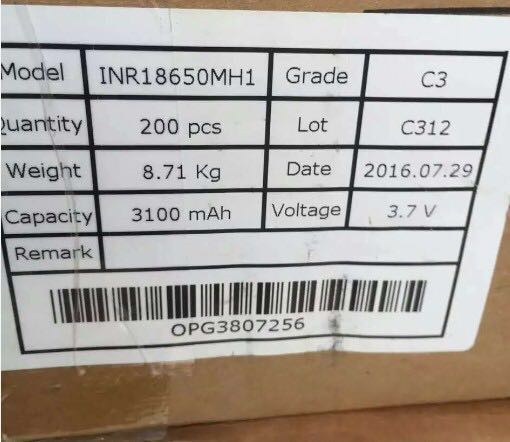 Model INR18650MH1 Grade C3
Quantity 200 pcs Lot C312
Weight 8.71 Kg Date 2016.07.29
Capacity 3100 mAh Voltage 3.7 V
Remark
OPG3807256